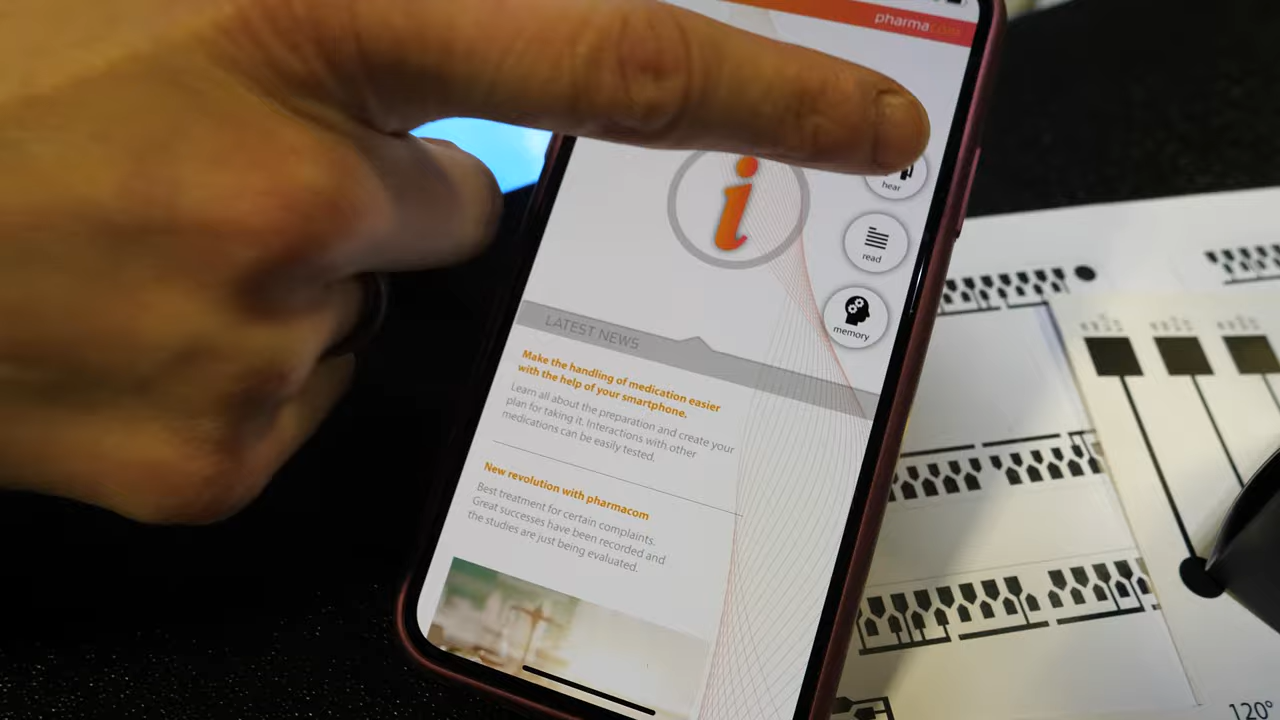 pharmacom
i
hear
read
memory
LATEST NEWS
Make the handling of medication easier
with the help of your smartphone.
Learn all about the preparation and create your
plan for taking it. Interactions with other
medications can be easily tested.
New revolution with pharmacom
Best treatment for certain complaints.
Great successes have been recorded and
the studies are just being evaluated.
120°